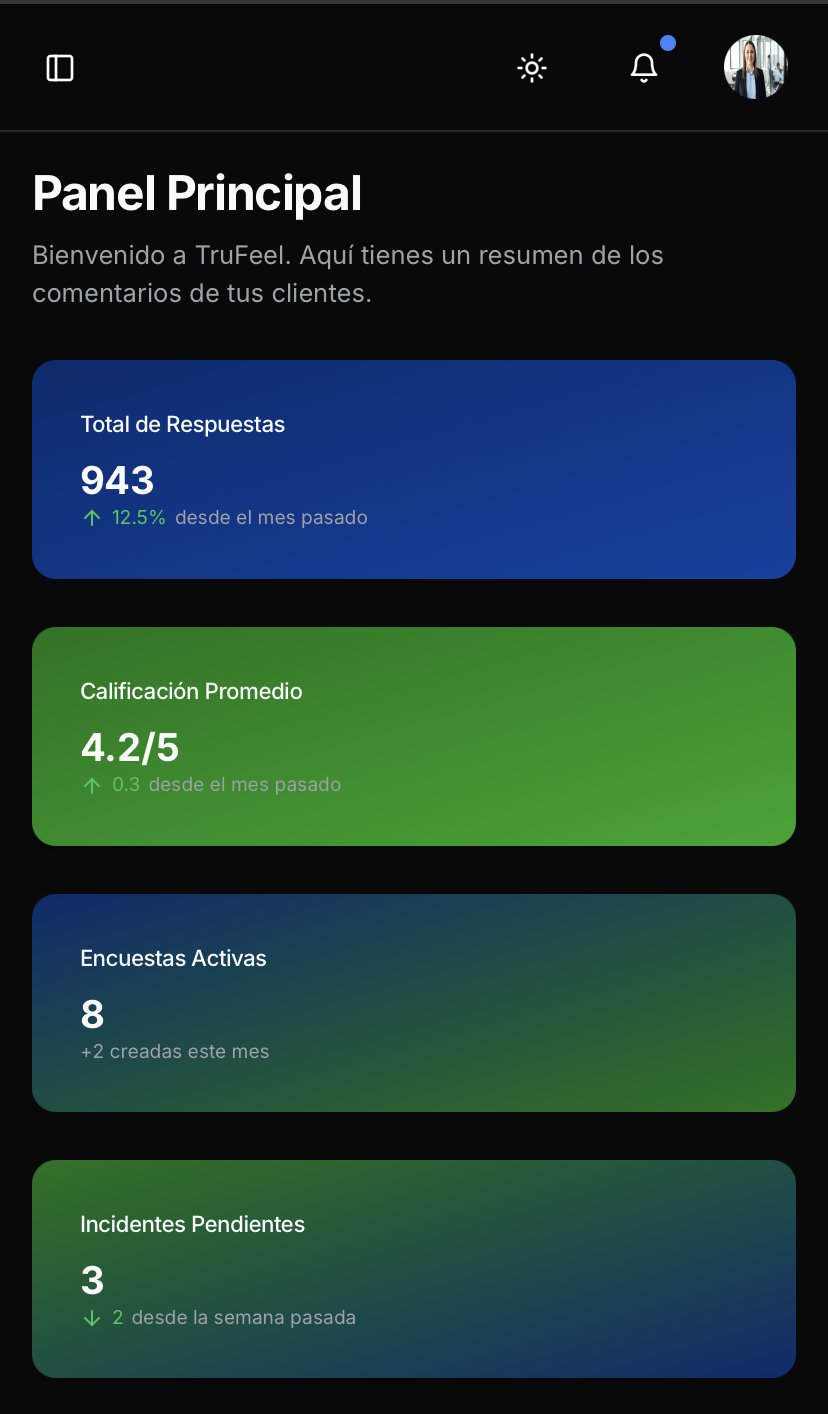 Panel Principal
Bienvenido a TruFeel. Aquí tienes un resumen de los
comentarios de tus clientes.
Total de Respuestas
943
↑ 12.5% desde el mes pasado
Calificación Promedio
4.2/5
↑ 0.3 desde el mes pasado
Encuestas Activas
8
+2 creadas este mes
Incidentes Pendientes
3
↓ 2 desde la semana pasada